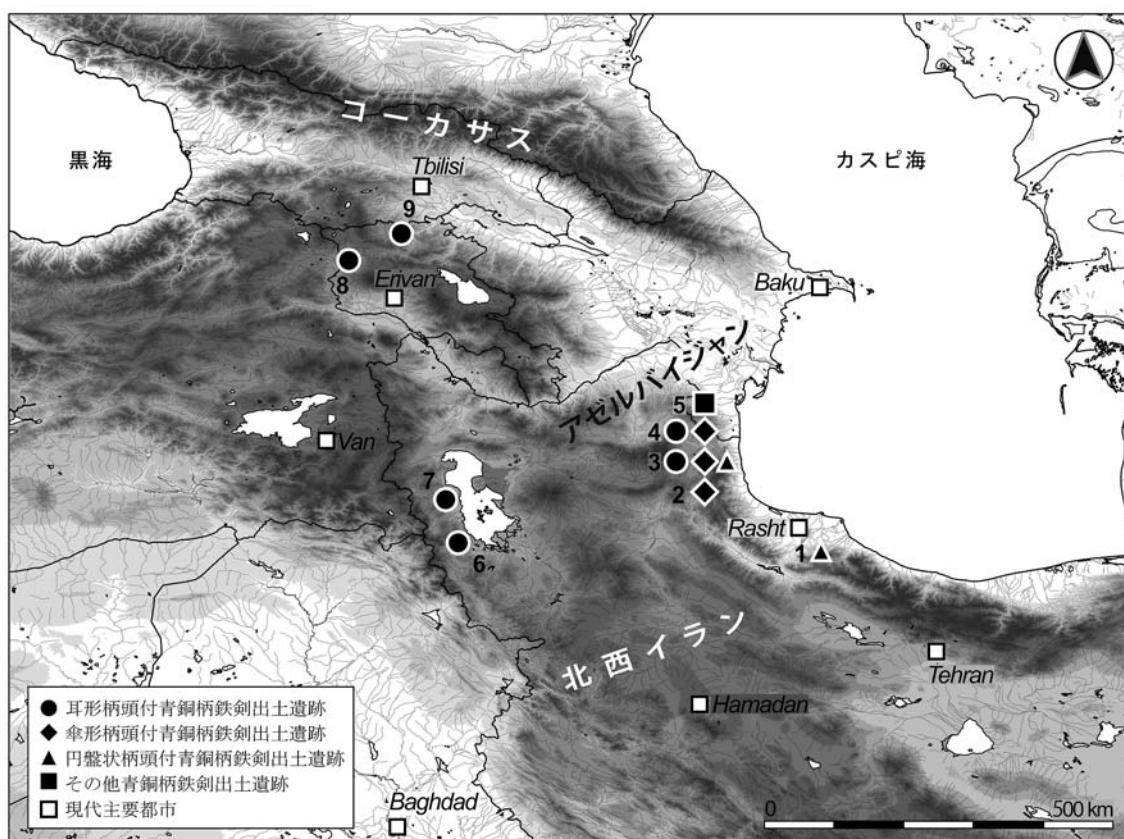 コーカサス
黒海
カスピ海
Tbilisi
9
8
Erivan
Baku
アゼルバイジャン
5
4
3
2
Van
7
6
Rasht
1
北西イラン
Tehran
Hamadan
Baghdad
耳形柄頭付青銅柄鉄剣出土遺跡
傘形柄頭付青銅柄鉄剣出土遺跡
円盤状柄頭付青銅柄鉄剣出土遺跡
その他青銅柄鉄剣出土遺跡
現代主要都市
0 500 km